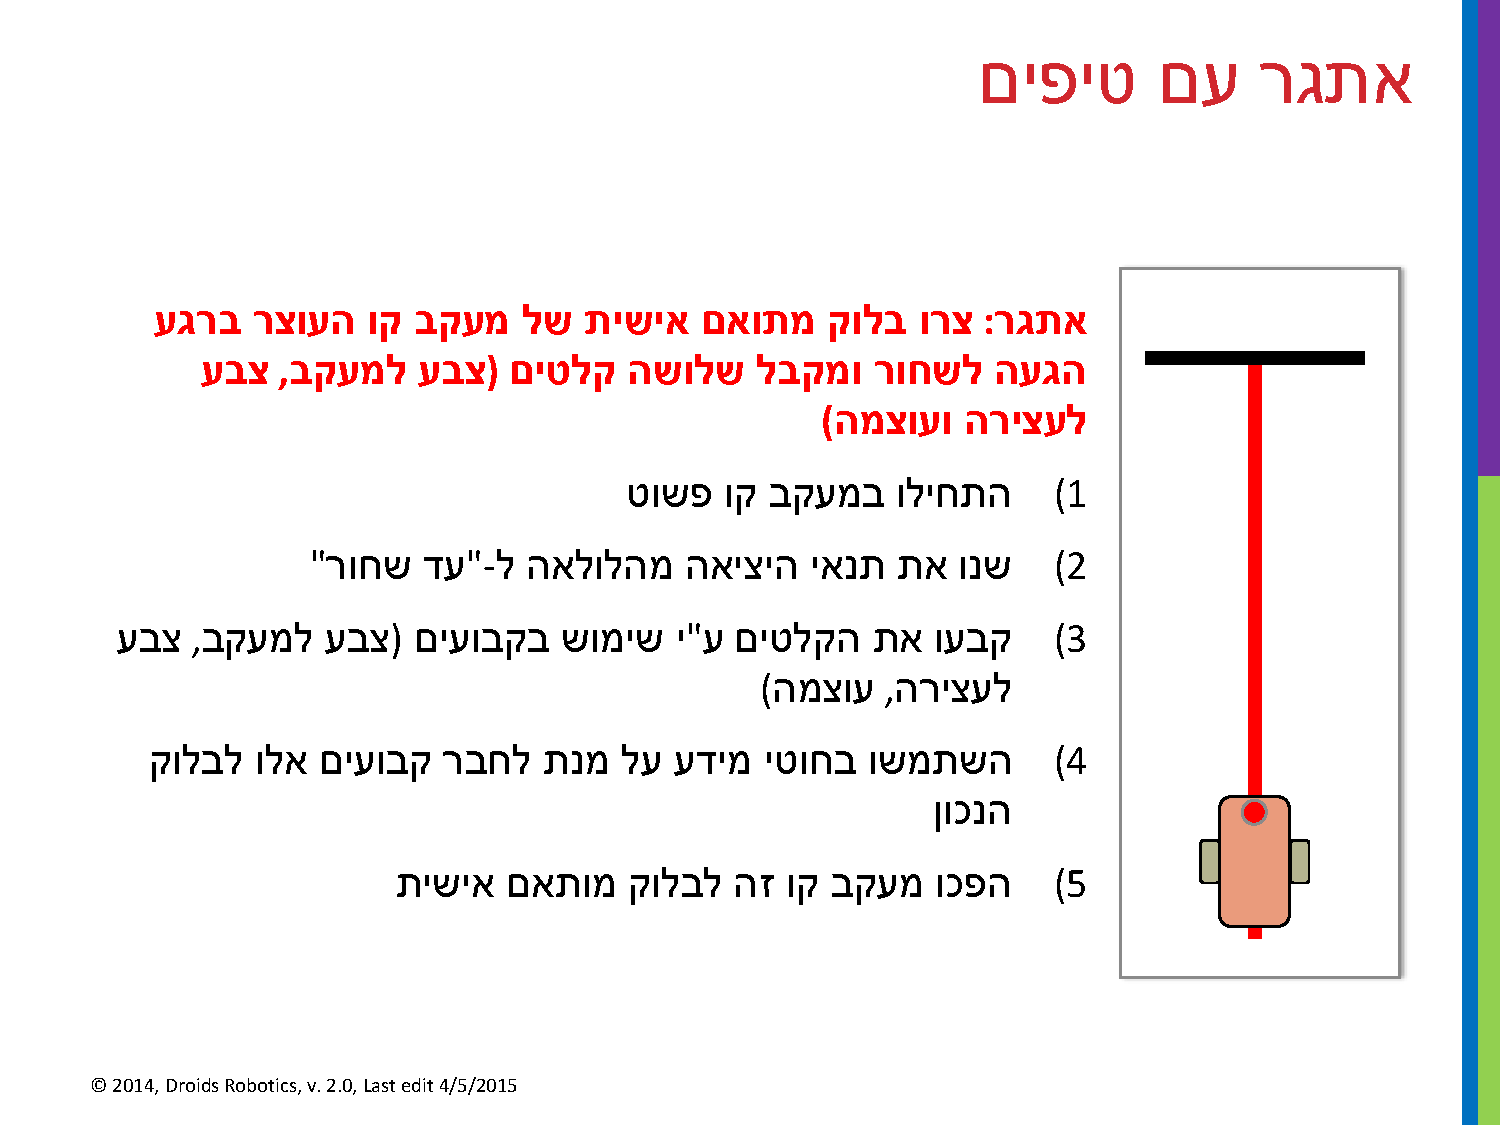 אתגר עם טיפים
אתגר: צרו בלוק מתואם אישית של מעקב קו העוצר ברגע
הגעה לשחור ומקבל שלושה קלטים (צבע למעקב, צבע
לעצירה ועוצמה)
1) התחילו במעקב קו פשוט
2) שנו את תנאי היציאה מהלולאה ל-"עד שחור"
3) קבעו את הקלטים ע"י שימוש בקבועים (צבע למעקב, צבע
לעצירה, עוצמה)
4) השתמשו בחוטי מידע על מנת לחבר קבועים אלו לבלוק
הנכון
5) הפכו מעקב קו זה לבלוק מותאם אישית
© 2014, Droids Robotics, v. 2.0, Last edit 4/5/2015